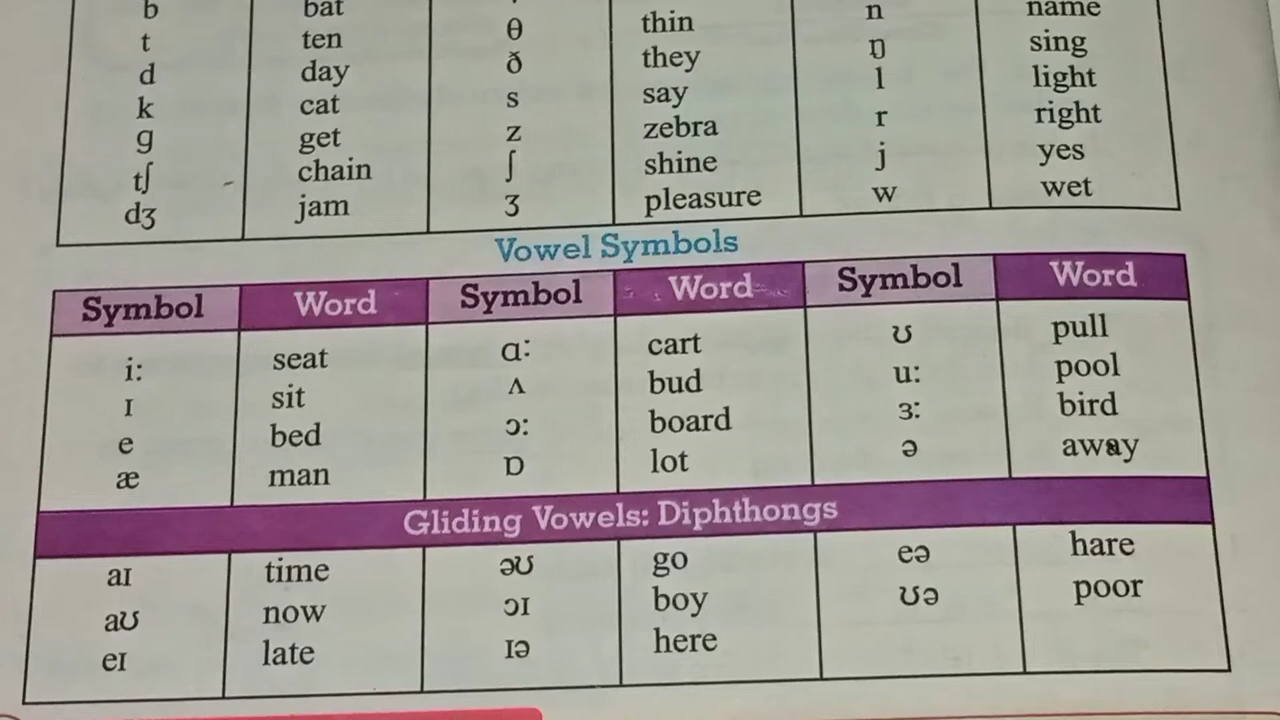 b bat n name
t ten θ thin ŋ sing
d day ð they l light
k cat s say r right
g get z zebra j yes
tʃ chain ʃ shine w wet
dʒ jam ʒ pleasure
Vowel Symbols
Symbol Word Symbol Word Symbol Word
i: seat ɑ: cart ʊ pull
ɪ sit ʌ bud u: pool
e bed ɔ: board ɜ: bird
æ man ɒ lot ə away
Gliding Vowels: Diphthongs
aɪ time əʊ go eə hare
aʊ now ɔɪ boy ʊə poor
eɪ late ɪə here